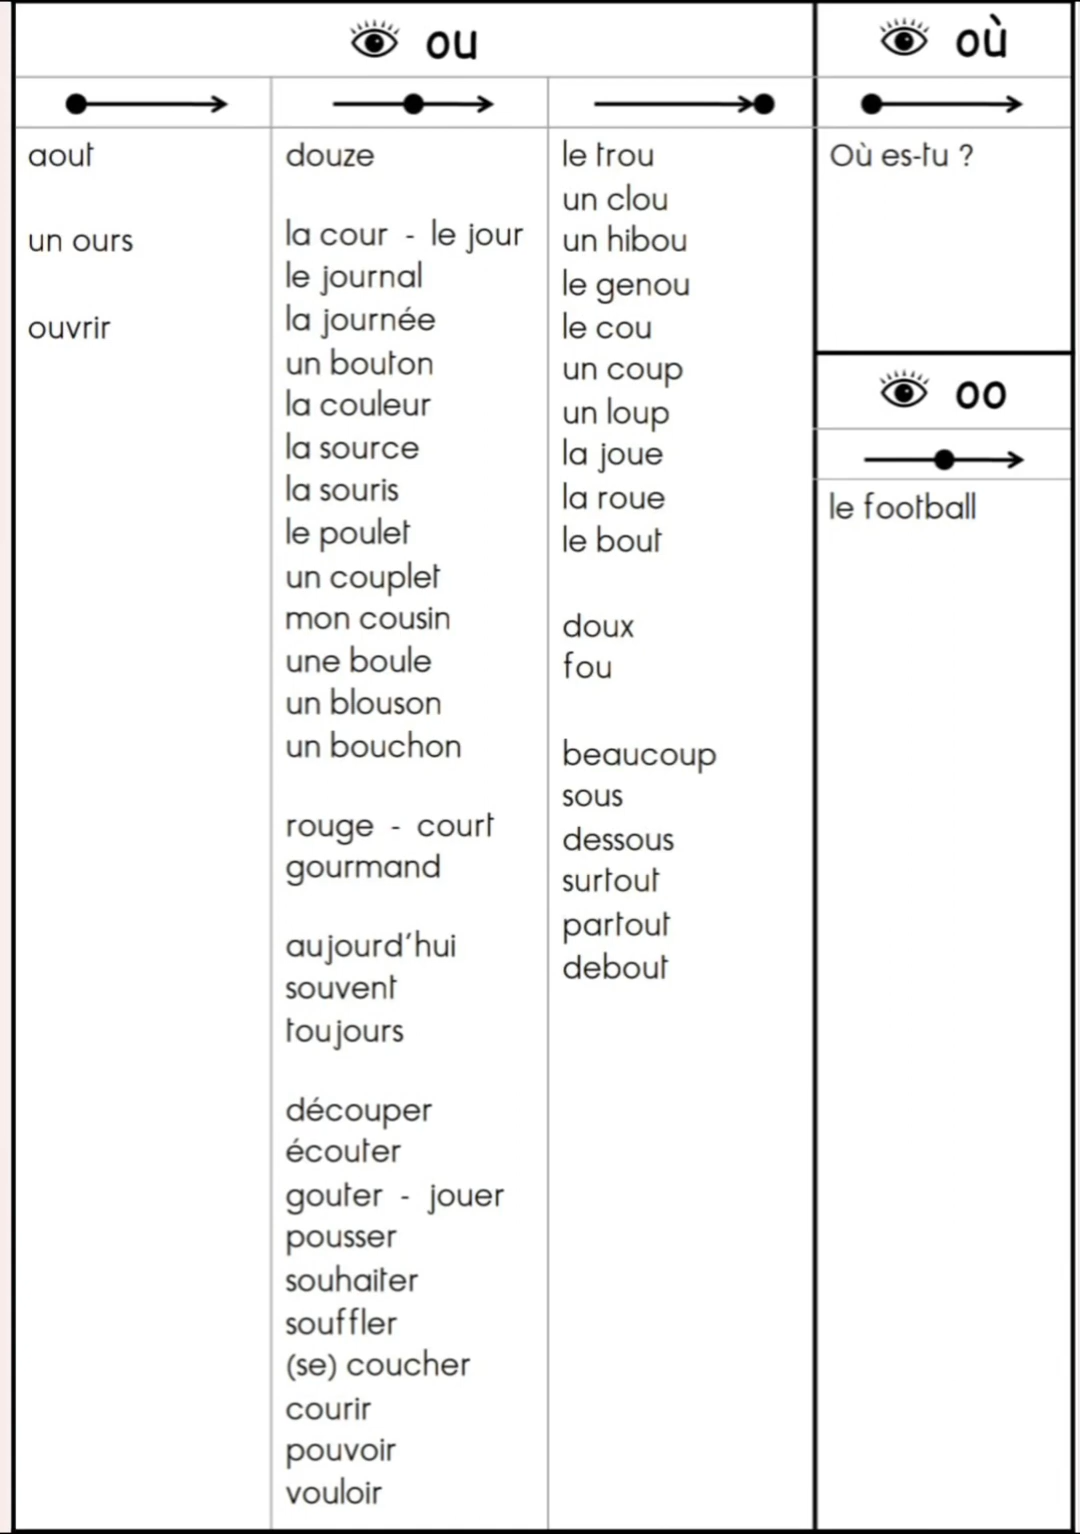 ou
aout
un ours
ouvrir
douze
la cour - le jour
le journal
la journée
un bouton
la couleur
la source
la souris
le poulet
un couplet
mon cousin
une boule
un blouson
un bouchon
rouge - court
gourmand
aujourd'hui
souvent
toujours
découper
écouter
gouter - jouer
pousser
souhaiter
souffler
(se) coucher
courir
pouvoir
vouloir
le trou
un clou
un hibou
le genou
le cou
un coup
un loup
la joue
la roue
le bout
doux
fou
beaucoup
sous
dessous
surtout
partout
debout
où
Où es-tu ?
oo
le football